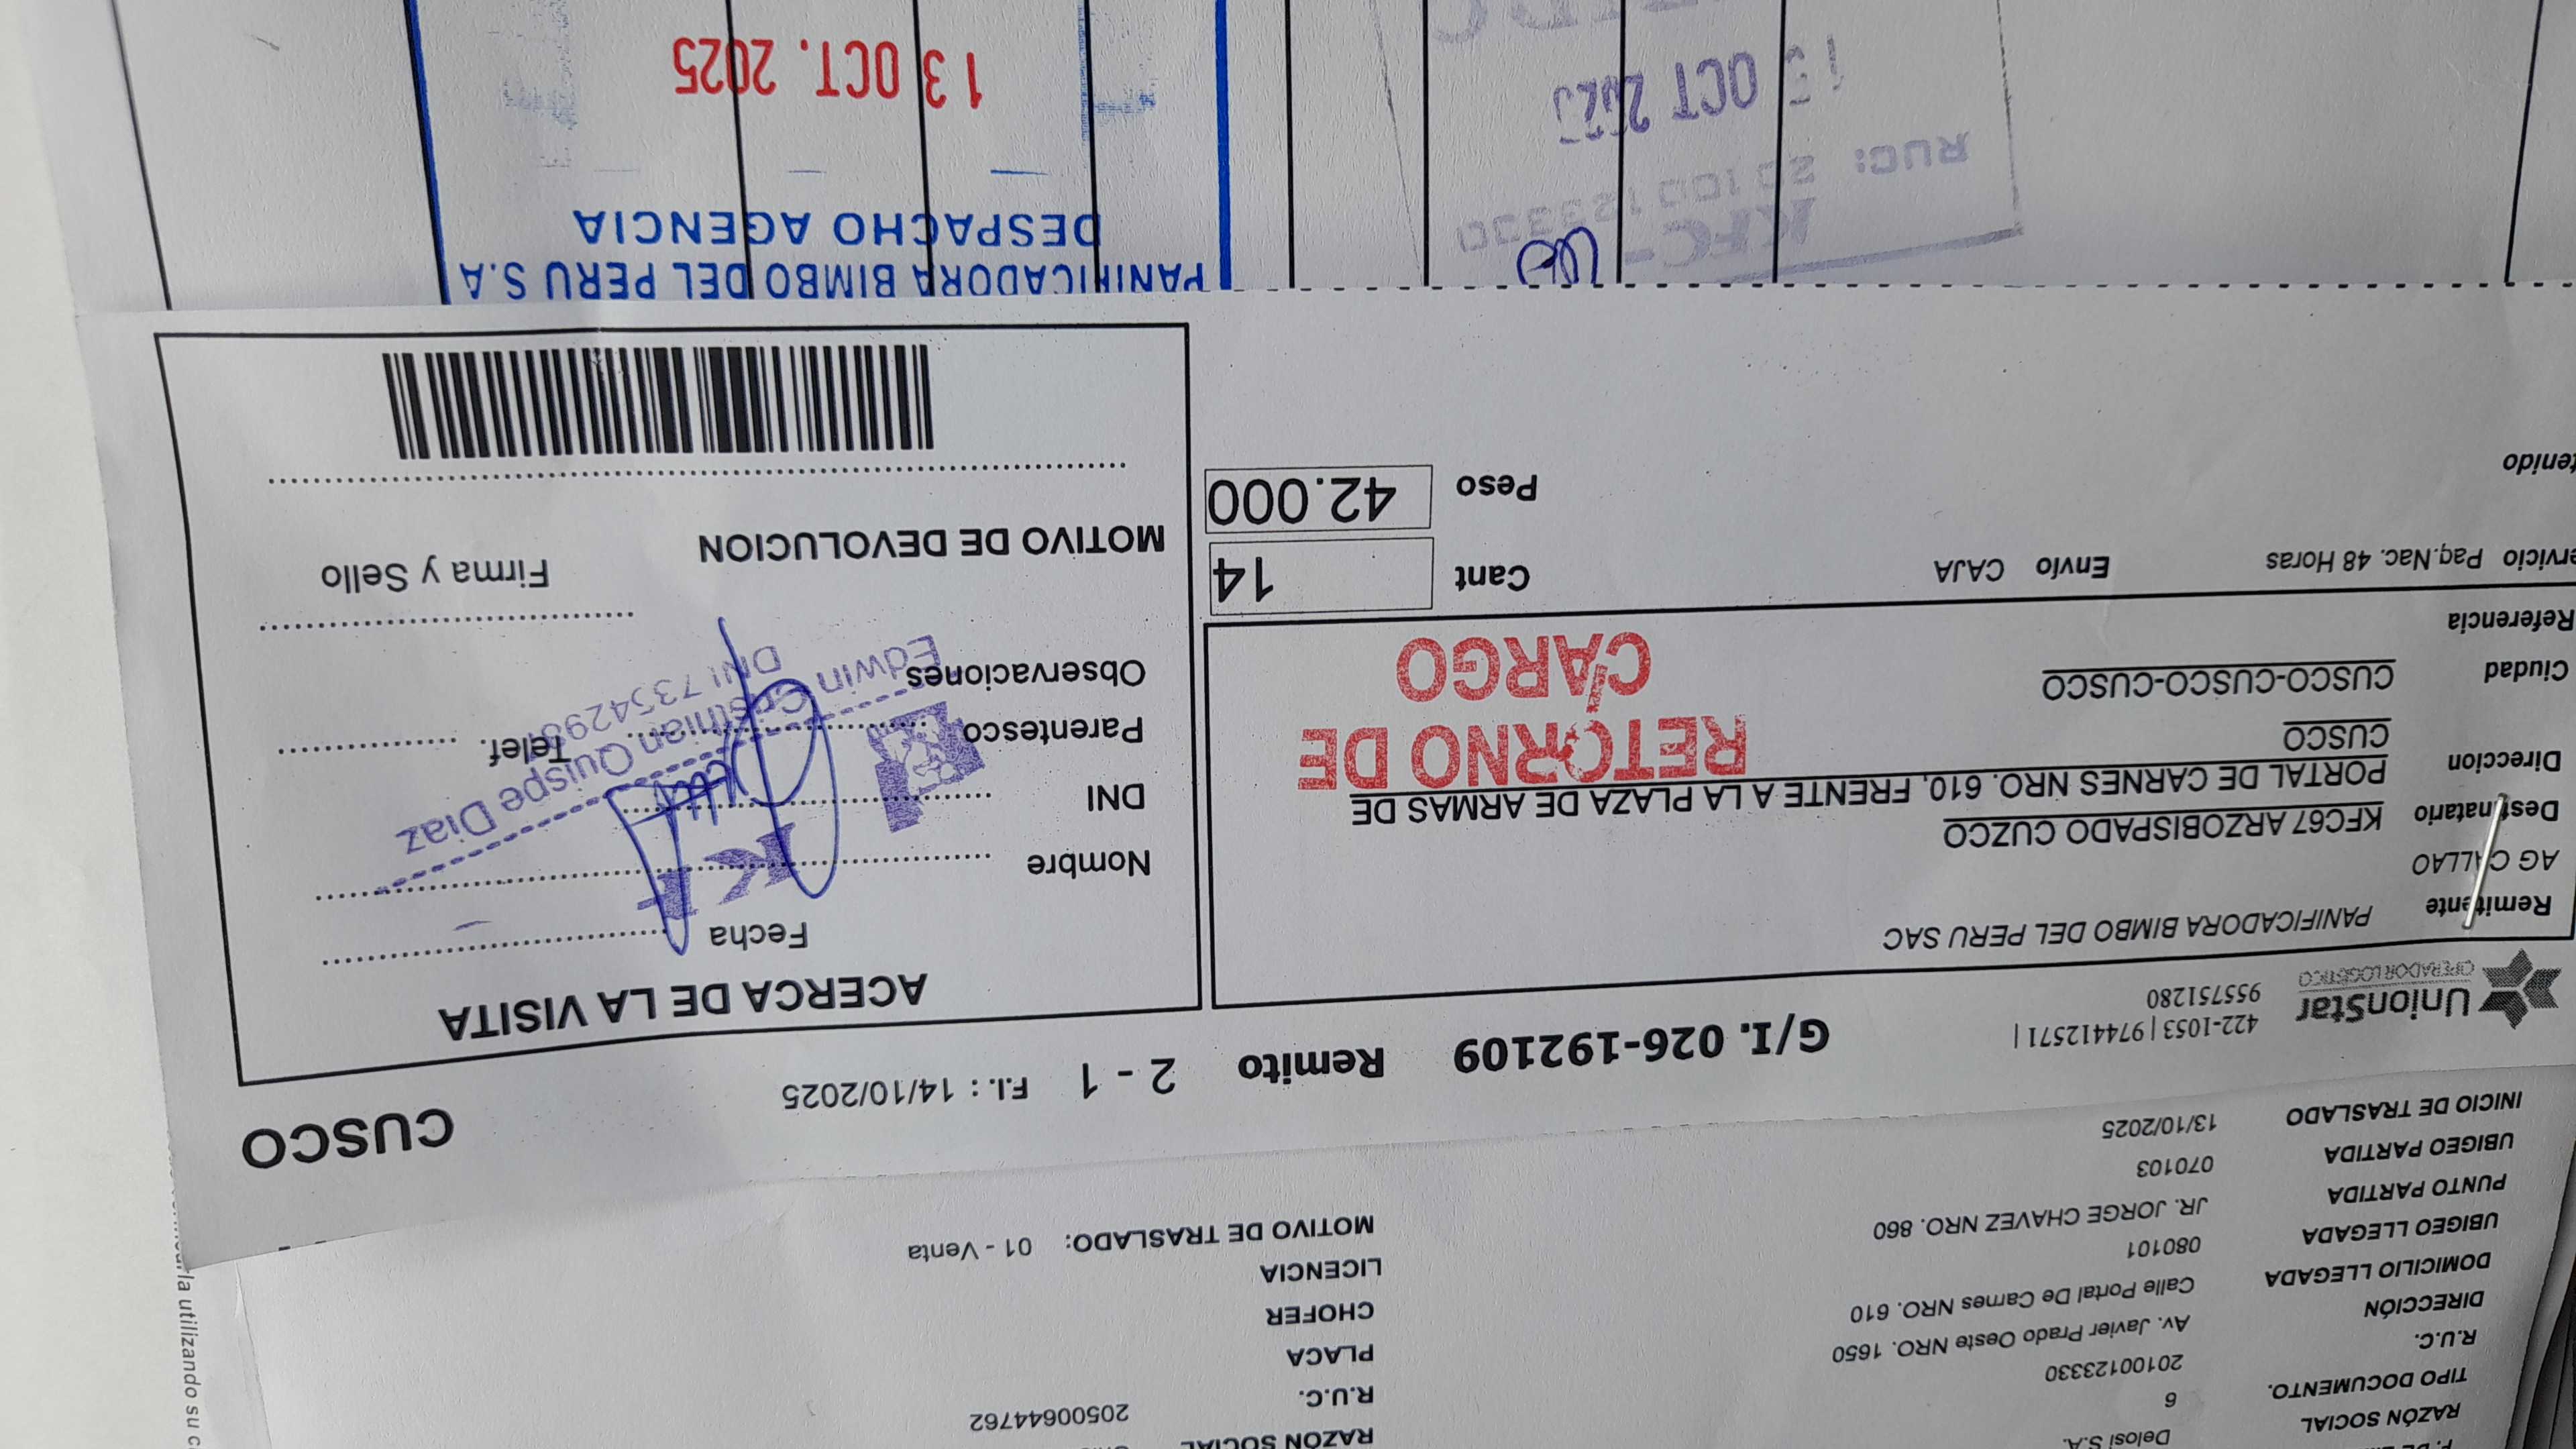 Delosi S.A.
RAZÓN SOCIAL
TIPO DOCUMENTO. 6
R.U.C. 20100123330
DIRECCIÓN Av. Javier Prado Oeste NRO. 1650
DOMICILIO LLEGADA Calle Portal De Carnes NRO. 610
UBIGEO LLEGADA 080101
PUNTO PARTIDA JR. JORGE CHAVEZ NRO. 860
UBIGEO PARTIDA 070103
INICIO DE TRASLADO 13/10/2025
RAZON SOCIAL
R.U.C. 20500644762
PLACA
CHOFER
LICENCIA
MOTIVO DE TRASLADO: 01 - Venta
utilizando su
UnionStar
OPERADOR LOGÍSTICO
422-1053 | 974412571 |
955751280
G/I. 026-192109 Remito 2 - 1 F.I. : 14/10/2025 CUSCO
Remitente PANIFICADORA BIMBO DEL PERU SAC
AG CALLAO
Destinatario KFC67 ARZOBISPADO CUZCO
Direccion PORTAL DE CARNES NRO. 610, FRENTE A LA PLAZA DE ARMAS DE
CUSCO
Ciudad CUSCO-CUSCO-CUSCO
Referencia
RETORNO DE
CARGO
Paq.Nac. 48 Horas Envío CAJA
Cant 14
Peso 42.000
ACERCA DE LA VISITA
Fecha
Nombre
DNI
Parentesco Telef.
Observaciones
Firma y Sello
MOTIVO DE DEVOLUCION
Edwin Cristhian Quispe Diaz
DNI
PANIFICADORA BIMBO DEL PERU S.A
DESPACHO AGENCIA
13 OCT. 2025
KFC-
RUC: 20100123330
13 OCT 2025